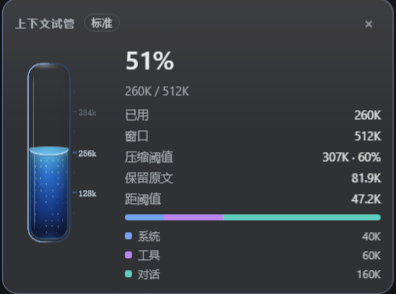 上下文试管 标准 ×
51%
260K / 512K
已用 260K
窗口 512K
压缩阈值 307K · 60%
保留原文 81.9K
距阈值 47.2K
384k
256k
128k
系统 40K
工具 60K
对话 160K